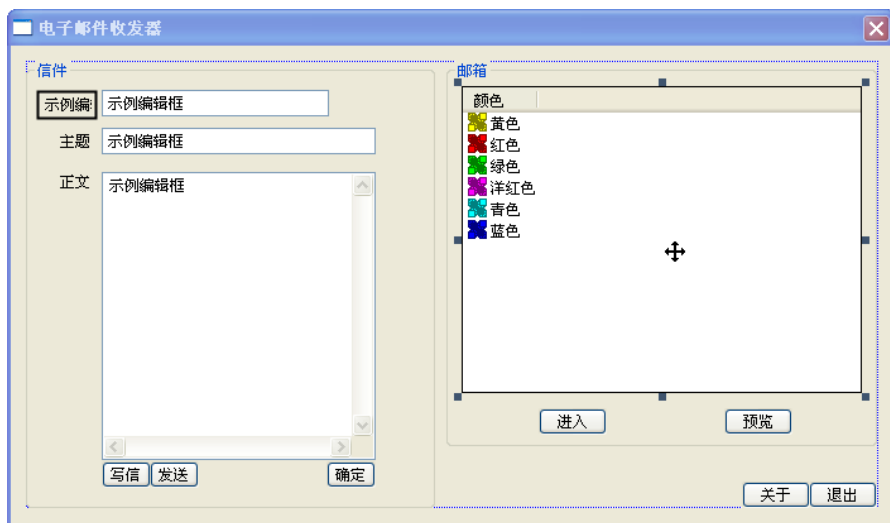 电子邮件收发器
信件
示例编
示例编辑框
主题
示例编辑框
正文
示例编辑框
写信
发送
确定
邮箱
颜色
黄色
红色
绿色
洋红色
青色
蓝色
进入
预览
关于
退出